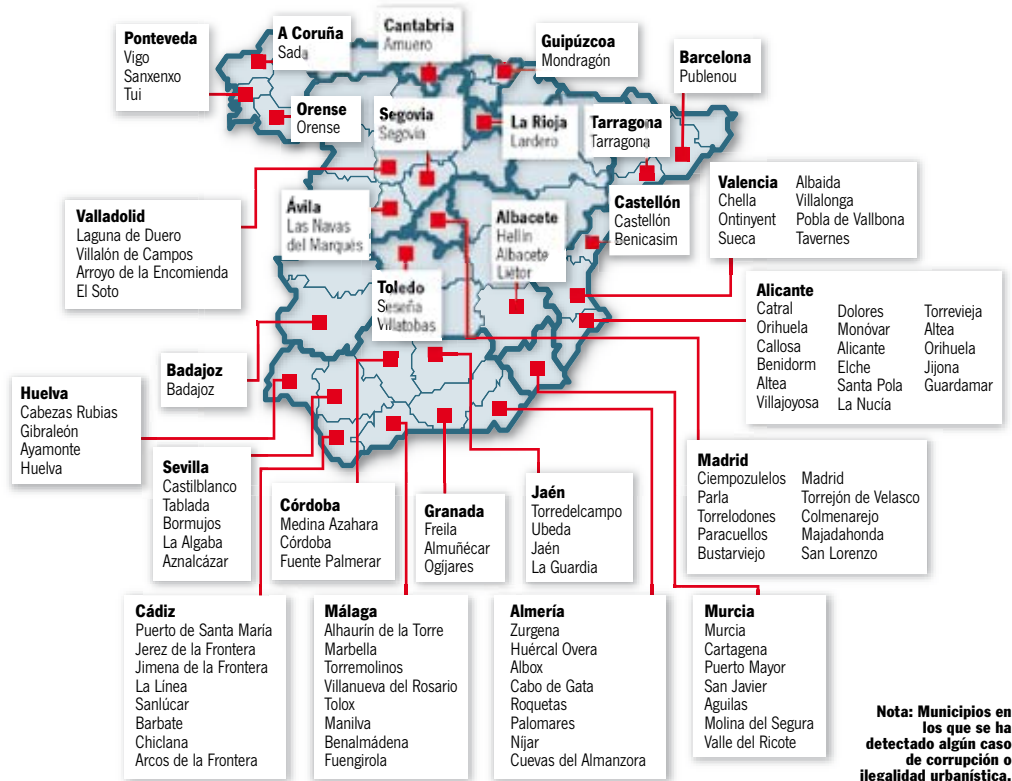 Ponteveda
Vigo
Sanxenxo
Tui
A Coruña
Sada
Cantabria
Amuero
Guipúzcoa
Mondragón
Barcelona
Publenou
Orense
Orense
Segovia
Segovia
La Rioja
Lardero
Tarragona
Tarragona
Valladolid
Laguna de Duero
Villalón de Campos
Arroyo de la Encomienda
El Soto
Ávila
Las Navas
del Marqués
Albacete
Hellín
Albacete
Lietor
Castellón
Castellón
Benicasim
Valencia
Chella
Ontinyent
Sueca
Albaida
Villalonga
Pobla de Vallbona
Tavernes
Toledo
Seseña
Villatobas
Alicante
Catral
Orihuela
Callosa
Benidorm
Altea
Villajoyosa
Dolores
Monóvar
Alicante
Elche
Santa Pola
La Nucía
Torrevieja
Altea
Orihuela
Jijona
Guardamar
Badajoz
Badajoz
Huelva
Cabezas Rubias
Gibraleón
Ayamonte
Huelva
Sevilla
Castilblanco
Tablada
Bormujos
La Algaba
Aznalcázar
Córdoba
Medina Azahara
Córdoba
Fuente Palmerar
Granada
Freila
Almuñécar
Ogíjares
Jaén
Torredelcampo
Ubeda
Jaén
La Guardia
Madrid
Ciempozulelos
Parla
Torrelodones
Paracuellos
Bustarviejo
Madrid
Torrejón de Velasco
Colmenarejo
Majadahonda
San Lorenzo
Cádiz
Puerto de Santa María
Jerez de la Frontera
Jimena de la Frontera
La Línea
Sanlúcar
Barbate
Chiclana
Arcos de la Frontera
Málaga
Alhaurín de la Torre
Marbella
Torremolinos
Villanueva del Rosario
Tolox
Manilva
Benalmádena
Fuengirola
Almería
Zurgena
Huércal Overa
Albox
Cabo de Gata
Roquetas
Palomares
Níjar
Cuevas del Almanzora
Murcia
Murcia
Cartagena
Puerto Mayor
San Javier
Aguilas
Molina del Segura
Valle del Ricote
Nota: Municipios en
los que se ha
detectado algún caso
de corrupción o
ilegalidad urbanística.